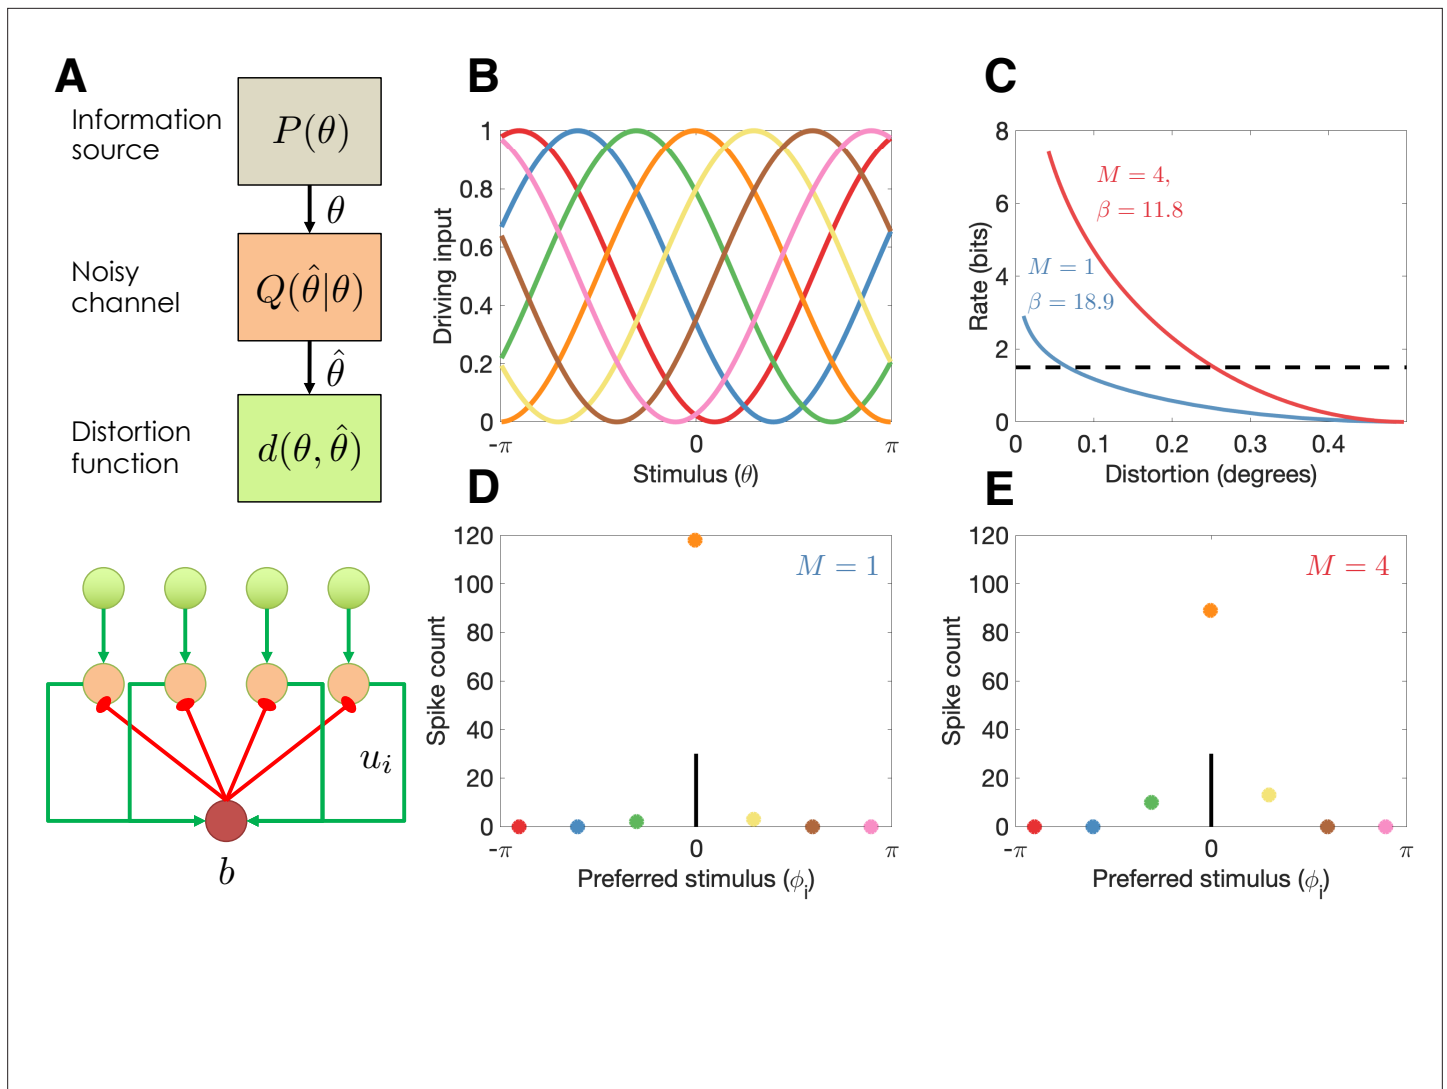 A
Information
source
P(θ)
θ
Noisy
channel
Q(θ̂|θ)
θ̂
Distortion
function
d(θ, θ̂)
u_i
b
B
Driving input
1
0.8
0.6
0.4
0.2
0
-π 0 π
Stimulus (θ)
C
Rate (bits)
8
6
4
2
0
M = 4,
β = 11.8
M = 1
β = 18.9
0 0.1 0.2 0.3 0.4
Distortion (degrees)
D
Spike count
120
100
80
60
40
20
0
M = 1
-π 0 π
Preferred stimulus (ϕ_i)
E
Spike count
120
100
80
60
40
20
0
M = 4
-π 0 π
Preferred stimulus (ϕ_i)